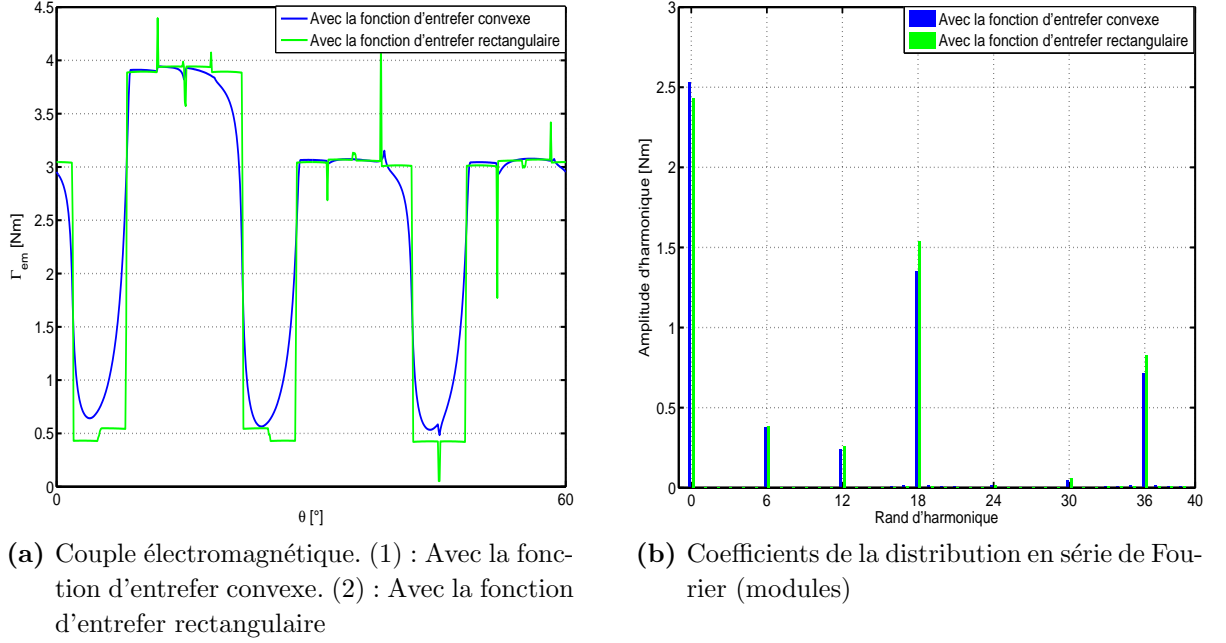 Avec la fonction d'entrefer convexe
Avec la fonction d'entrefer rectangulaire
4.5
4
3.5
3
2.5
2
1.5
1
0.5
0
Γem [Nm]
0
60
θ [°]
(a) Couple électromagnétique. (1) : Avec la fonc-
tion d'entrefer convexe. (2) : Avec la fonction
d'entrefer rectangulaire
Avec la fonction d'entrefer convexe
Avec la fonction d'entrefer rectangulaire
3
2.5
2
1.5
1
0.5
0
Amplitude d'harmonique [Nm]
0 6 12 18 24 30 36 40
Rand d'harmonique
(b) Coefficients de la distribution en série de Fou-
rier (modules)